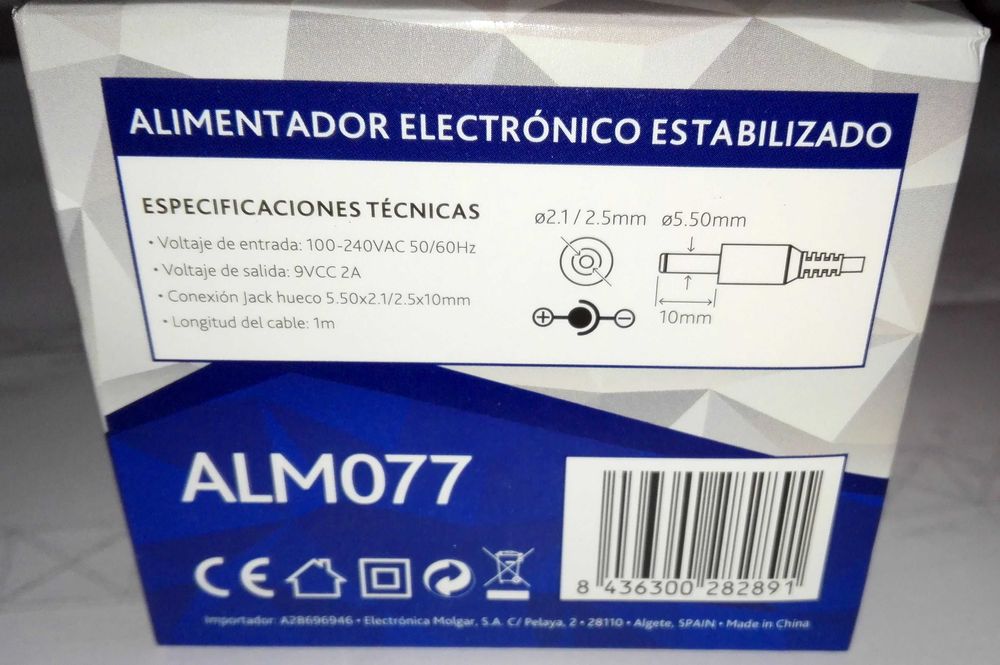 ALIMENTADOR ELECTRÓNICO ESTABILIZADO
ESPECIFICACIONES TÉCNICAS
• Voltaje de entrada: 100-240VAC 50/60Hz
• Voltaje de salida: 9VCC 2A
• Conexión Jack hueco 5.50x2.1/2.5x10mm
• Longitud del cable: 1m
ø2.1 / 2.5mm ø5.50mm
10mm
ALM077
CE
8 436300 282891
Importador: A28696946 • Electrónica Molgar, S.A. C/ Pelaya, 2 • 28110 • Algete, SPAIN • Made in China